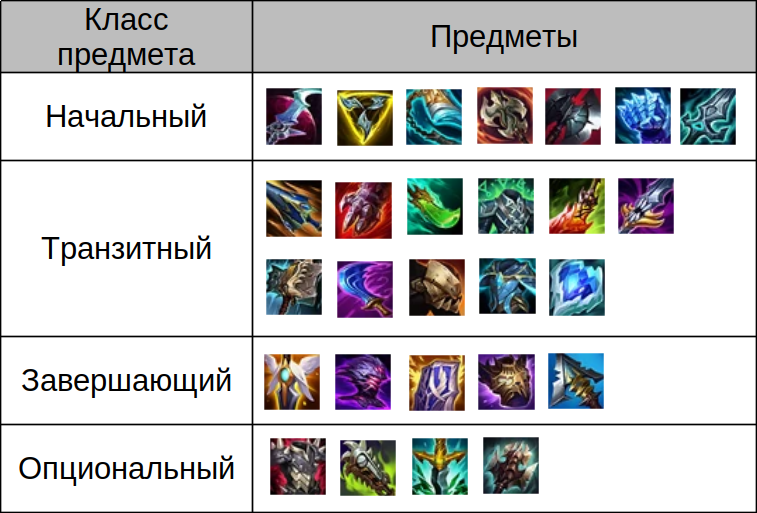 Класс
предмета
Предметы
Начальный
Транзитный
Завершающий
Опциональный